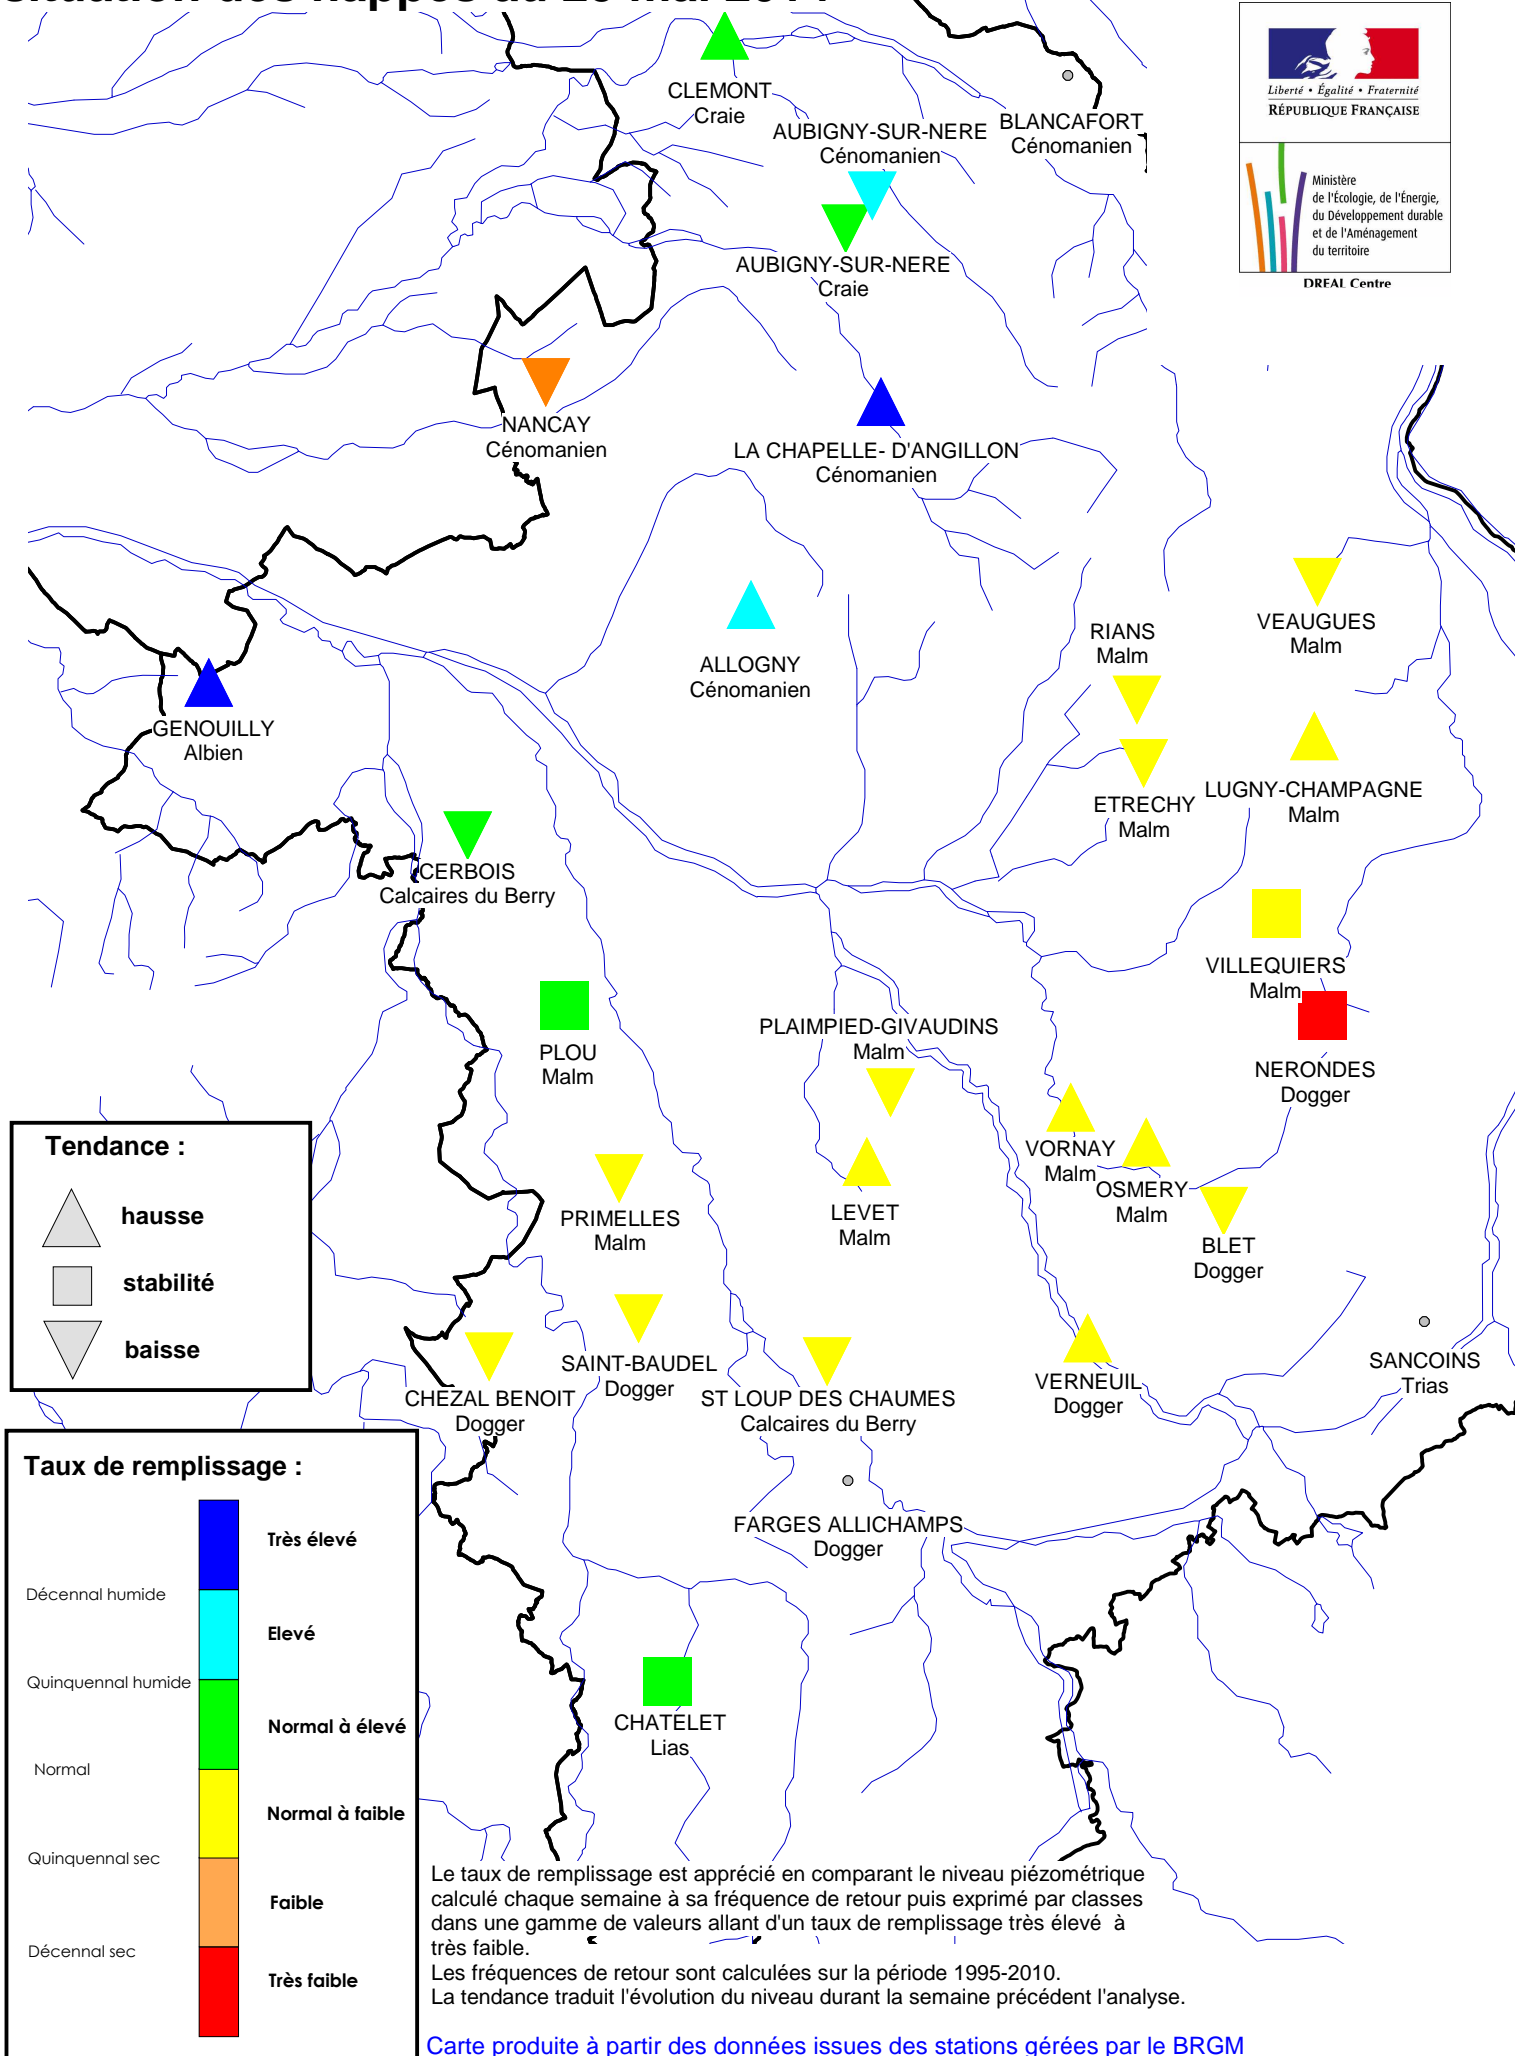 CLEMONT
Craie
AUBIGNY-SUR-NERE
Cénomanien
BLANCAFORT
Cénomanien
Liberté • Égalité • Fraternité
RÉPUBLIQUE FRANÇAISE
Ministère
de l'Écologie, de l'Énergie,
du Développement durable
et de l'Aménagement
du territoire
DREAL Centre
AUBIGNY-SUR-NERE
Craie
NANCAY
Cénomanien
LA CHAPELLE- D'ANGILLON
Cénomanien
VEAUGUES
Malm
RIANS
Malm
ALLOGNY
Cénomanien
GENOUILLY
Albien
ETRECHY
Malm
LUGNY-CHAMPAGNE
Malm
CERBOIS
Calcaires du Berry
VILLEQUIERS
Malm
PLOU
Malm
PLAIMPIED-GIVAUDINS
Malm
NERONDES
Dogger
VORNAY
Malm
OSMERY
Malm
PRIMELLES
Malm
LEVET
Malm
BLET
Dogger
Tendance :
hausse
stabilité
baisse
SAINT-BAUDEL
Dogger
CHEZAL BENOIT
Dogger
ST LOUP DES CHAUMES
Calcaires du Berry
VERNEUIL
Dogger
SANCOINS
Trias
FARGES ALLICHAMPS
Dogger
CHATELET
Lias
Taux de remplissage :
Très élevé
Décennal humide
Elevé
Quinquennal humide
Normal à élevé
Normal
Normal à faible
Quinquennal sec
Faible
Décennal sec
Très faible
Le taux de remplissage est apprécié en comparant le niveau piézométrique
calculé chaque semaine à sa fréquence de retour puis exprimé par classes
dans une gamme de valeurs allant d'un taux de remplissage très élevé à
très faible.
Les fréquences de retour sont calculées sur la période 1995-2010.
La tendance traduit l'évolution du niveau durant la semaine précédent l'analyse.
Carte produite à partir des données issues des stations gérées par le BRGM